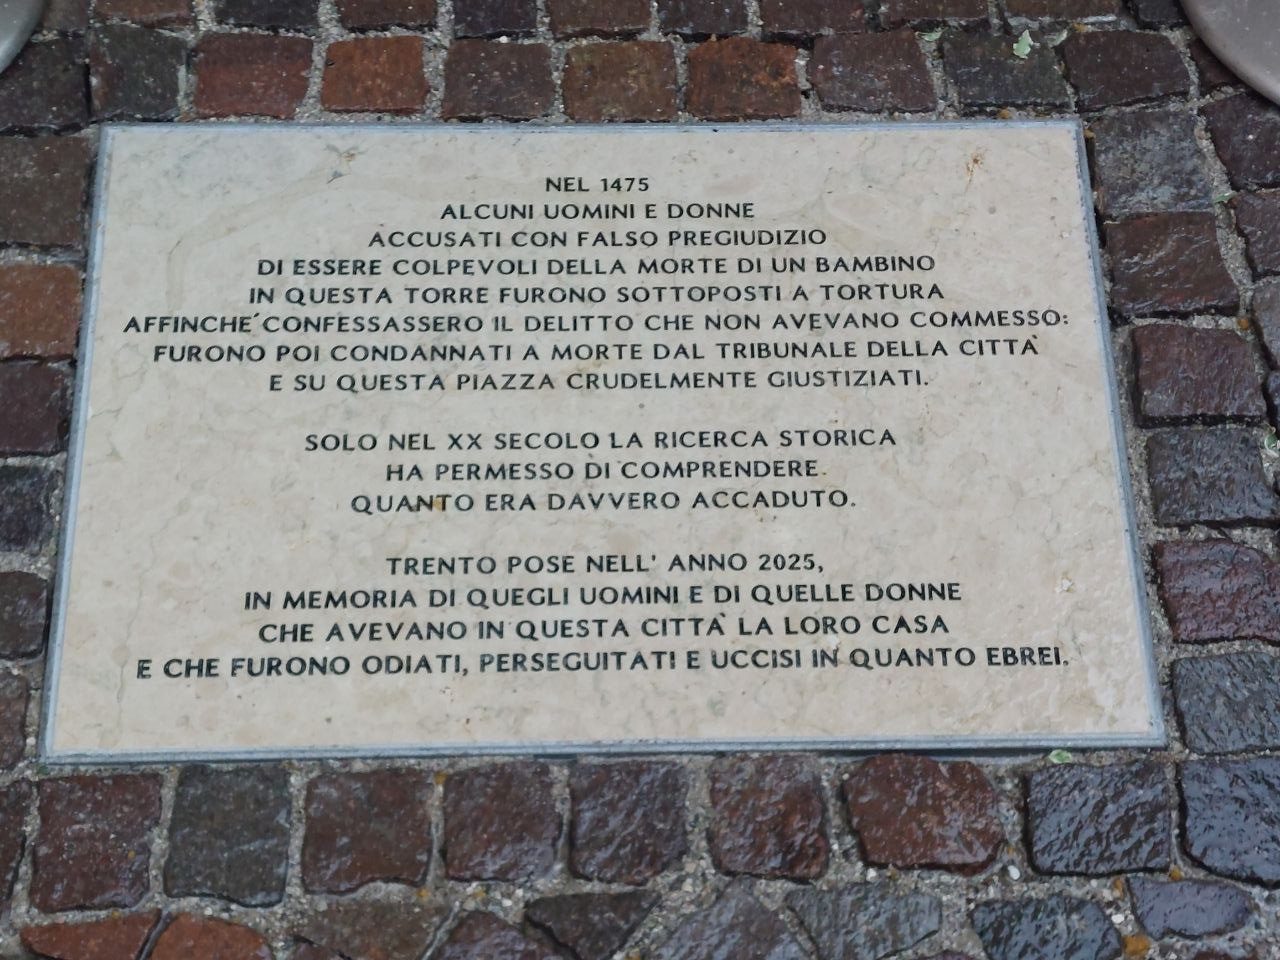 NEL 1475
ALCUNI UOMINI E DONNE
ACCUSATI CON FALSO PREGIUDIZIO
DI ESSERE COLPEVOLI DELLA MORTE DI UN BAMBINO
IN QUESTA TORRE FURONO SOTTOPOSTI A TORTURA
AFFINCHE´CONFESSASSERO IL DELITTO CHE NON AVEVANO COMMESSO:
FURONO POI CONDANNATI A MORTE DAL TRIBUNALE DELLA CITTÀ
E SU QUESTA PIAZZA CRUDELMENTE GIUSTIZIATI.
SOLO NEL XX SECOLO LA RICERCA STORICA
HA PERMESSO DI COMPRENDERE
QUANTO ERA DAVVERO ACCADUTO.
TRENTO POSE NELL' ANNO 2025,
IN MEMORIA DI QUEGLI UOMINI E DI QUELLE DONNE
CHE AVEVANO IN QUESTA CITTÀ LA LORO CASA
E CHE FURONO ODIATI, PERSEGUITATI E UCCISI IN QUANTO EBREI.